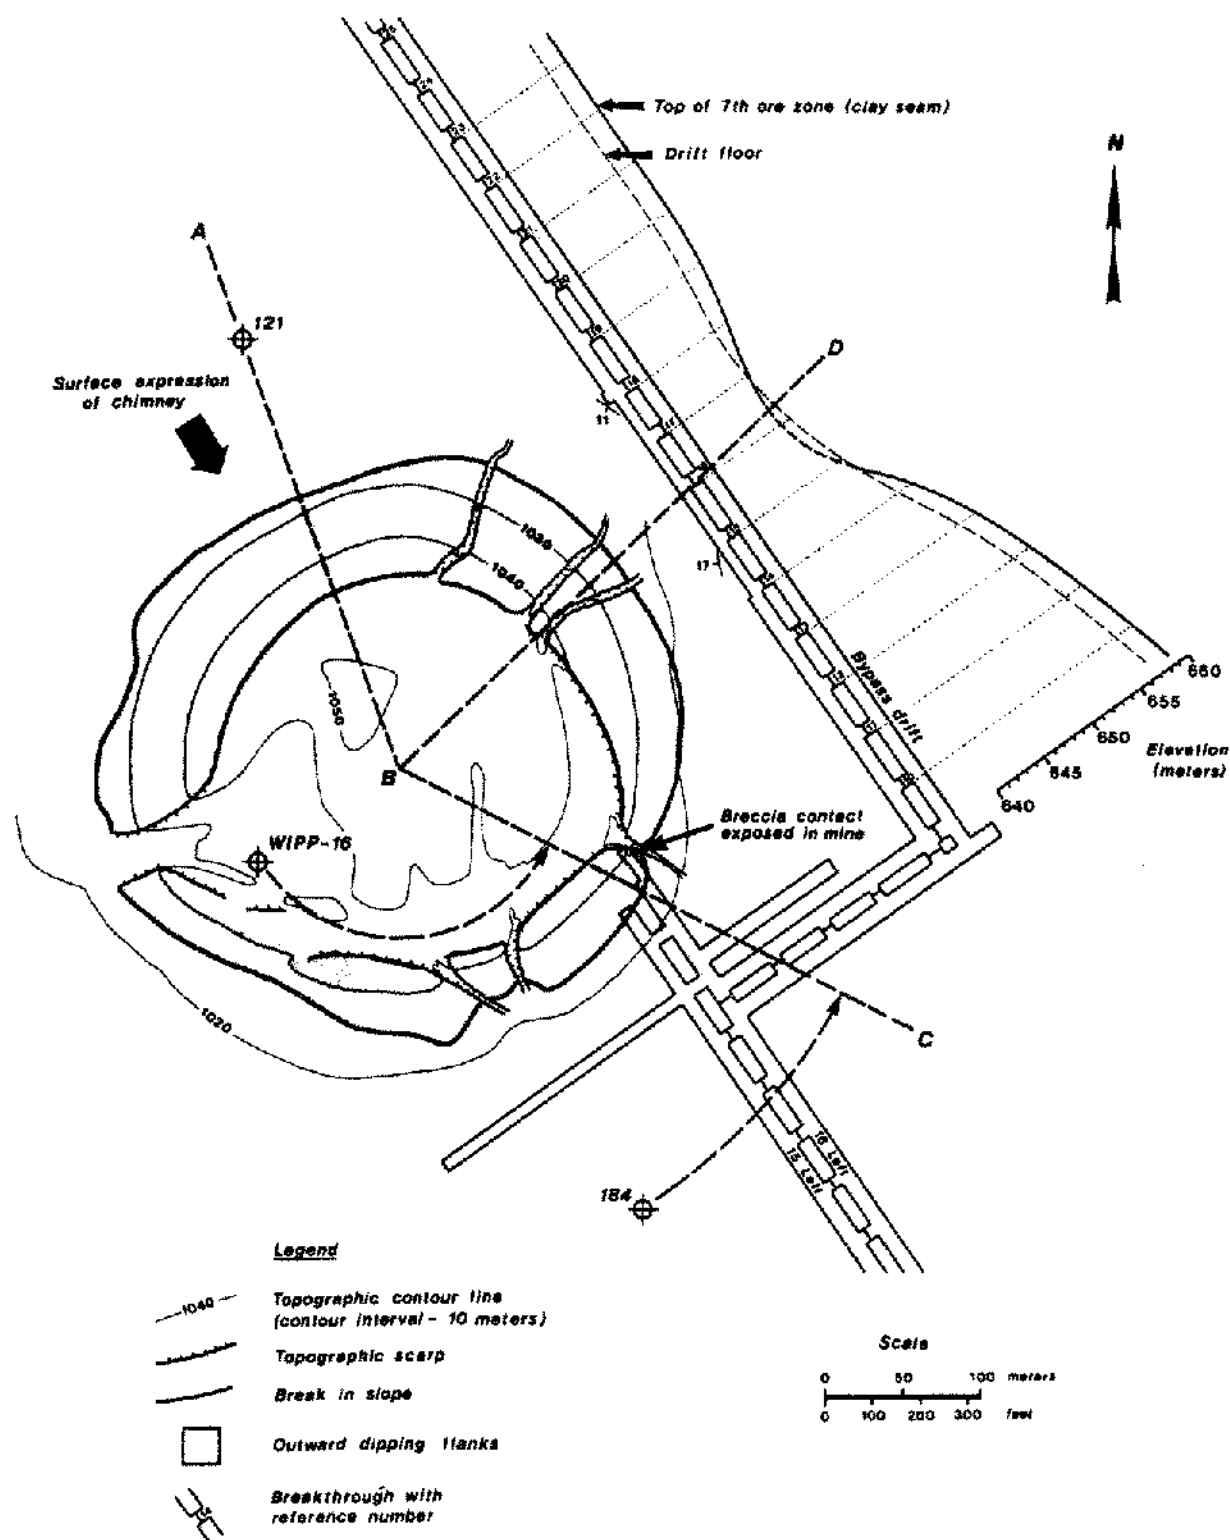 Top of 7th ore zone (clay seam)
Drift floor
N
A
121
D
Surface expression
of chimney
11
1030
1040
17
Bypass drift
1050
660
655
650
645
640
Elevation
(meters)
B
Breccia contact
exposed in mine
WIPP-16
1020
C
16 Left
15 Left
184
Legend
1040
Topographic contour line
(contour interval - 10 meters)
Topographic scarp
Break in slope
Outward dipping flanks
Breakthrough with
reference number
Scale
0 50 100 meters
0 100 200 300 feet